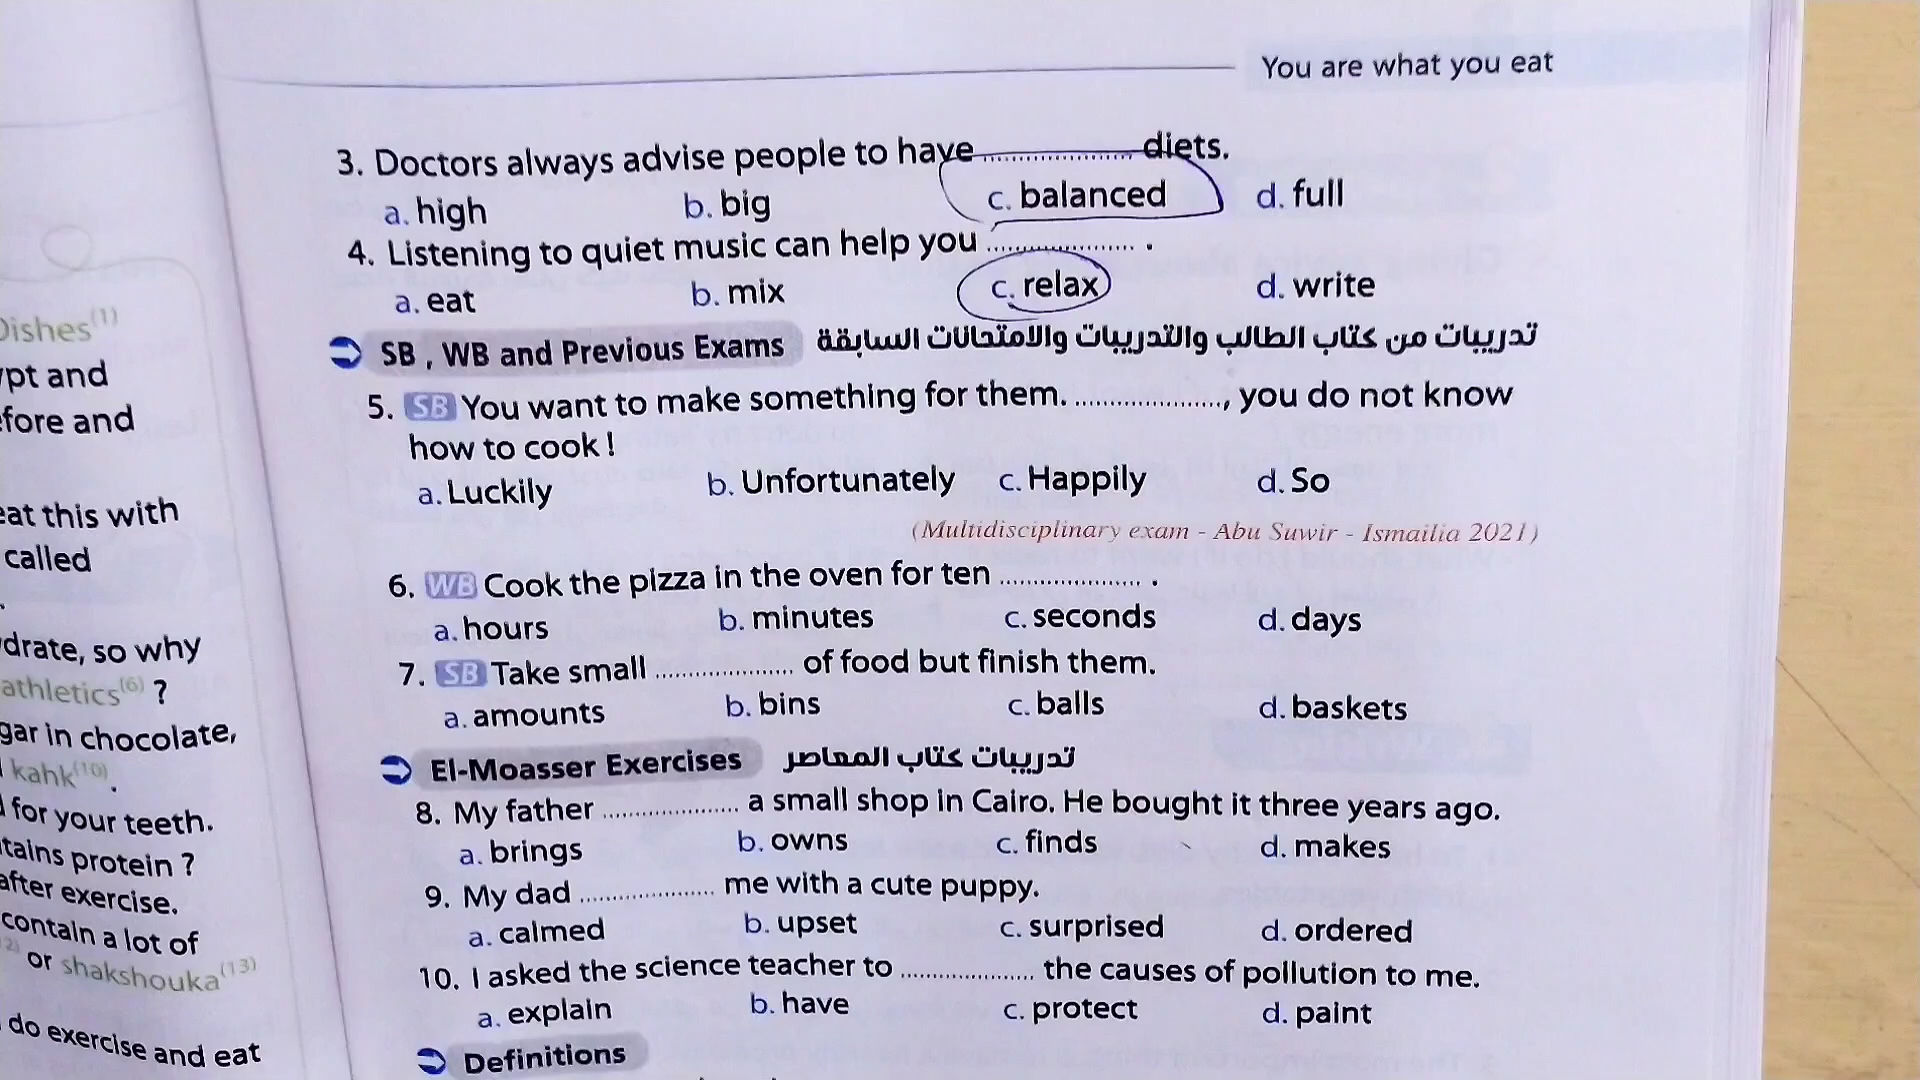 You are what you eat
3. Doctors always advise people to have .................... diets.
a. high b. big c. balanced d. full
4. Listening to quiet music can help you .................... .
a. eat b. mix c. relax d. write
SB , WB and Previous Exams تدريبات من كتاب الطالب والتدريبات والامتحانات السابقة
5. SB You want to make something for them. ...................., you do not know
how to cook !
a. Luckily b. Unfortunately c. Happily d. So
(Multidisciplinary exam - Abu Suwir - Ismailia 2021)
6. WB Cook the pizza in the oven for ten .................... .
a. hours b. minutes c. seconds d. days
7. SB Take small .................... of food but finish them.
a. amounts b. bins c. balls d. baskets
El-Moasser Exercises تدريبات كتاب المعاصر
8. My father .................... a small shop in Cairo. He bought it three years ago.
a. brings b. owns c. finds d. makes
9. My dad .................... me with a cute puppy.
a. calmed b. upset c. surprised d. ordered
10. I asked the science teacher to .................... the causes of pollution to me.
a. explain b. have c. protect d. paint
Definitions
Dishes(1)
ypt and
efore and
eat this with
called
.
drate, so why
athletics(6) ?
gar in chocolate,
kahk(10) .
for your teeth.
tains protein ?
after exercise.
contain a lot of
or shakshouka(13)
do exercise and eat